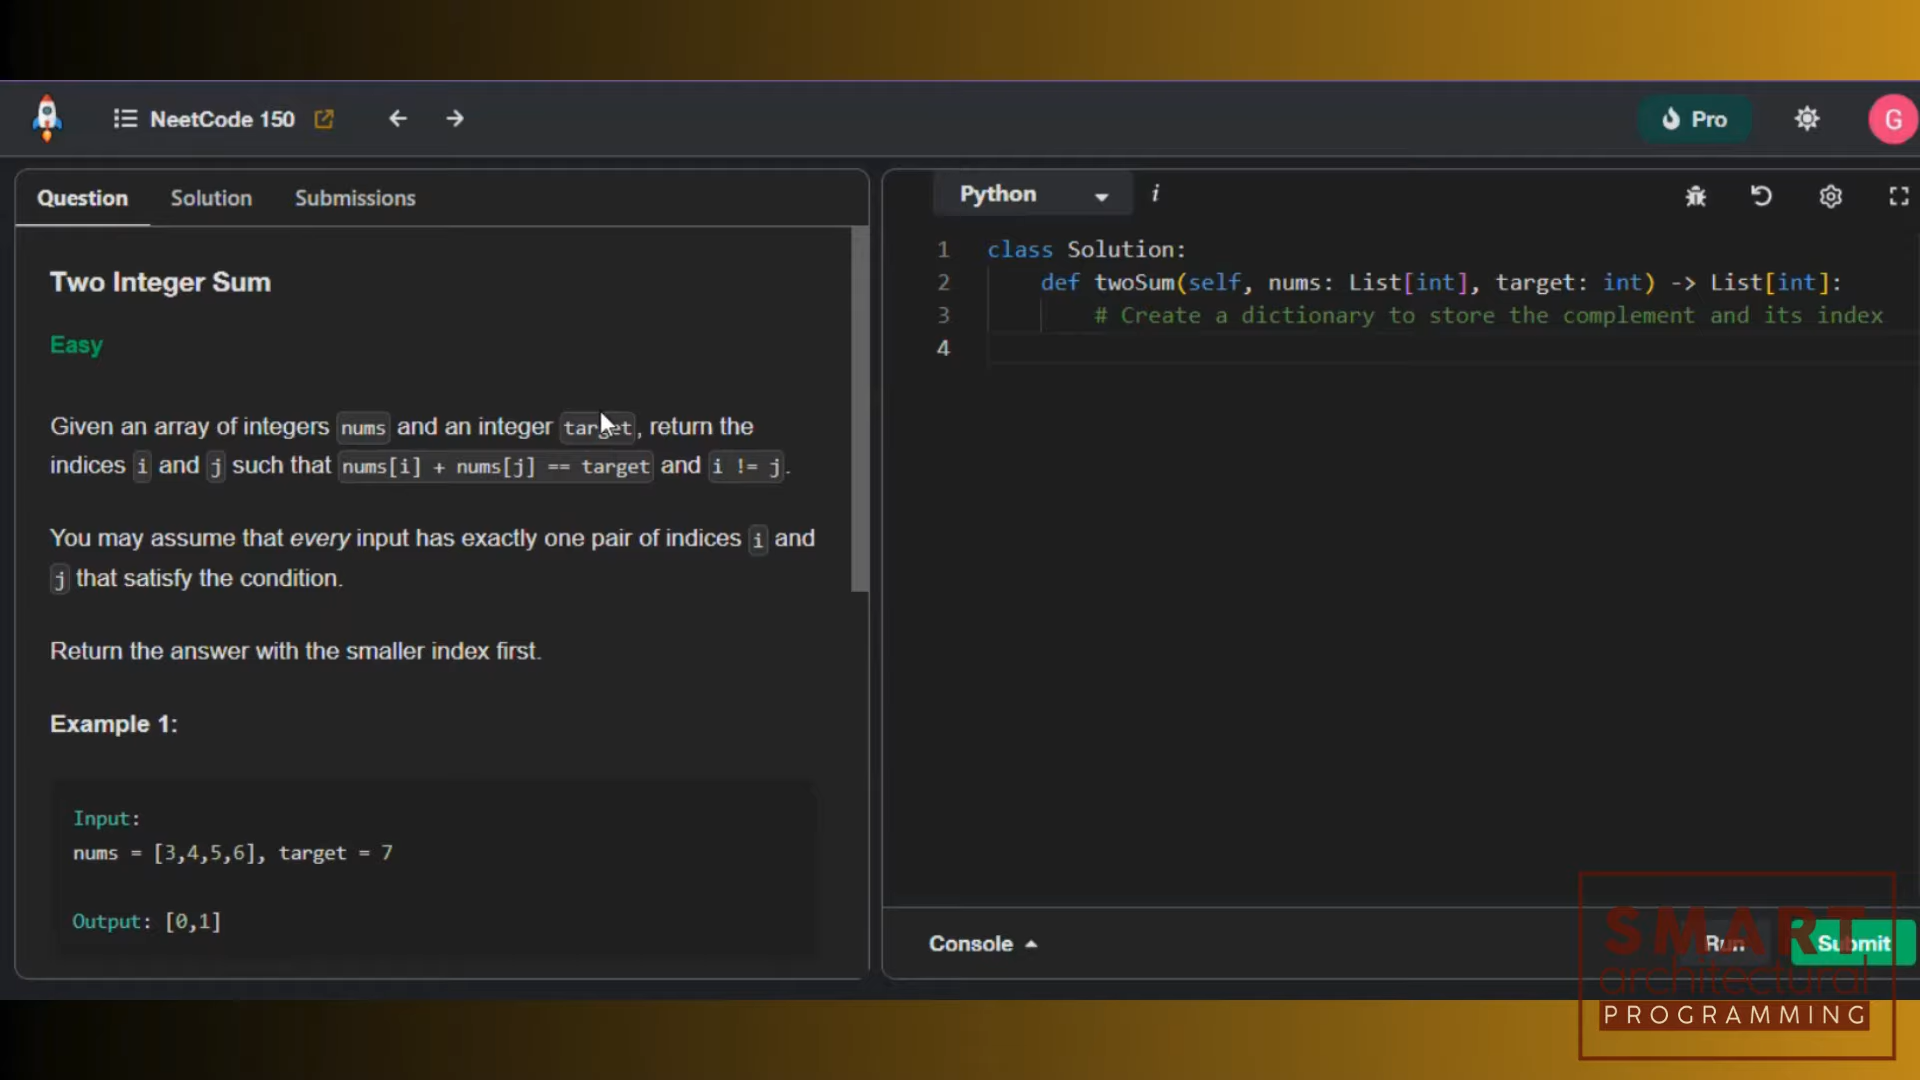 NeetCode 150
Pro
G
Question Solution Submissions
Python i
Two Integer Sum
Easy
Given an array of integers nums and an integer target, return the
indices i and j such that nums[i] + nums[j] == target and i != j.
You may assume that every input has exactly one pair of indices i and
j that satisfy the condition.
Return the answer with the smaller index first.
Example 1:
Input:
nums = [3,4,5,6], target = 7
Output: [0,1]
1 class Solution:
2 def twoSum(self, nums: List[int], target: int) -> List[int]:
3 # Create a dictionary to store the complement and its index
4
Console Run Submit
SMART
architectural
PROGRAMMING